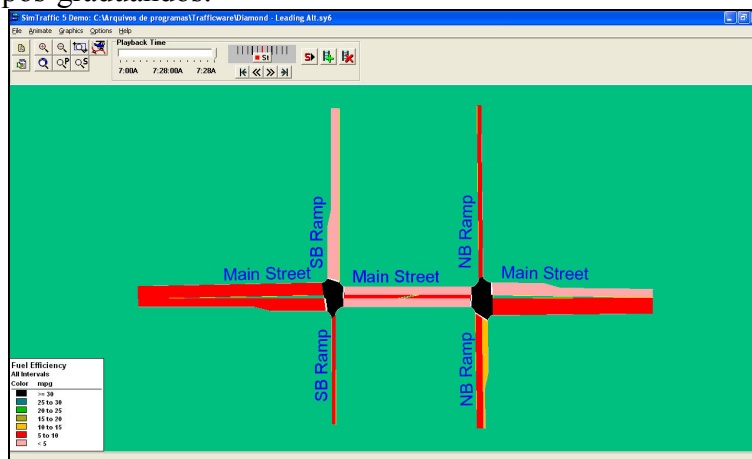 pos-graduandos.
SimTraffic 5 Demo: C:\Arquivos de programas\Trafficware\Diamond - Leading Alt.sy6
File Animate Graphics Options Help
Playback Time
7:00A 7:28:00A 7:28A
St
P S
S
SB Ramp
NB Ramp
Main Street
Main Street
Main Street
SB Ramp
NB Ramp
Fuel Efficiency
All Intervals
Color mpg
>= 30
25 to 30
20 to 25
15 to 20
10 to 15
5 to 10
< 5